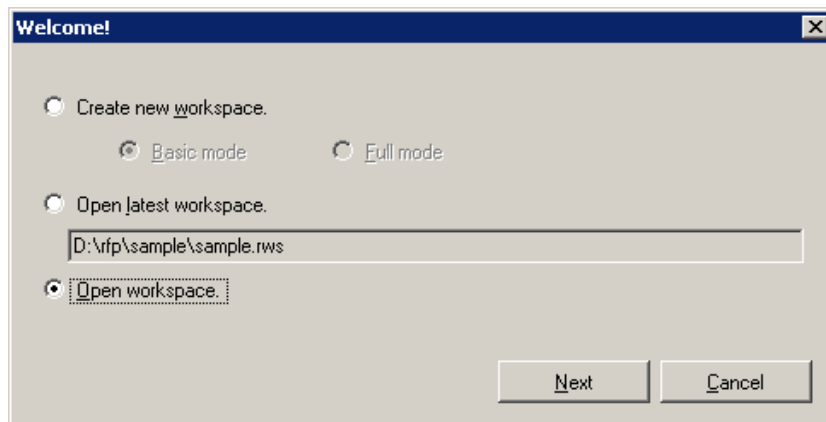 Welcome!
Create new workspace.
Basic mode Full mode
Open latest workspace.
D:\rfp\sample\sample.rws
Open workspace.
Next Cancel